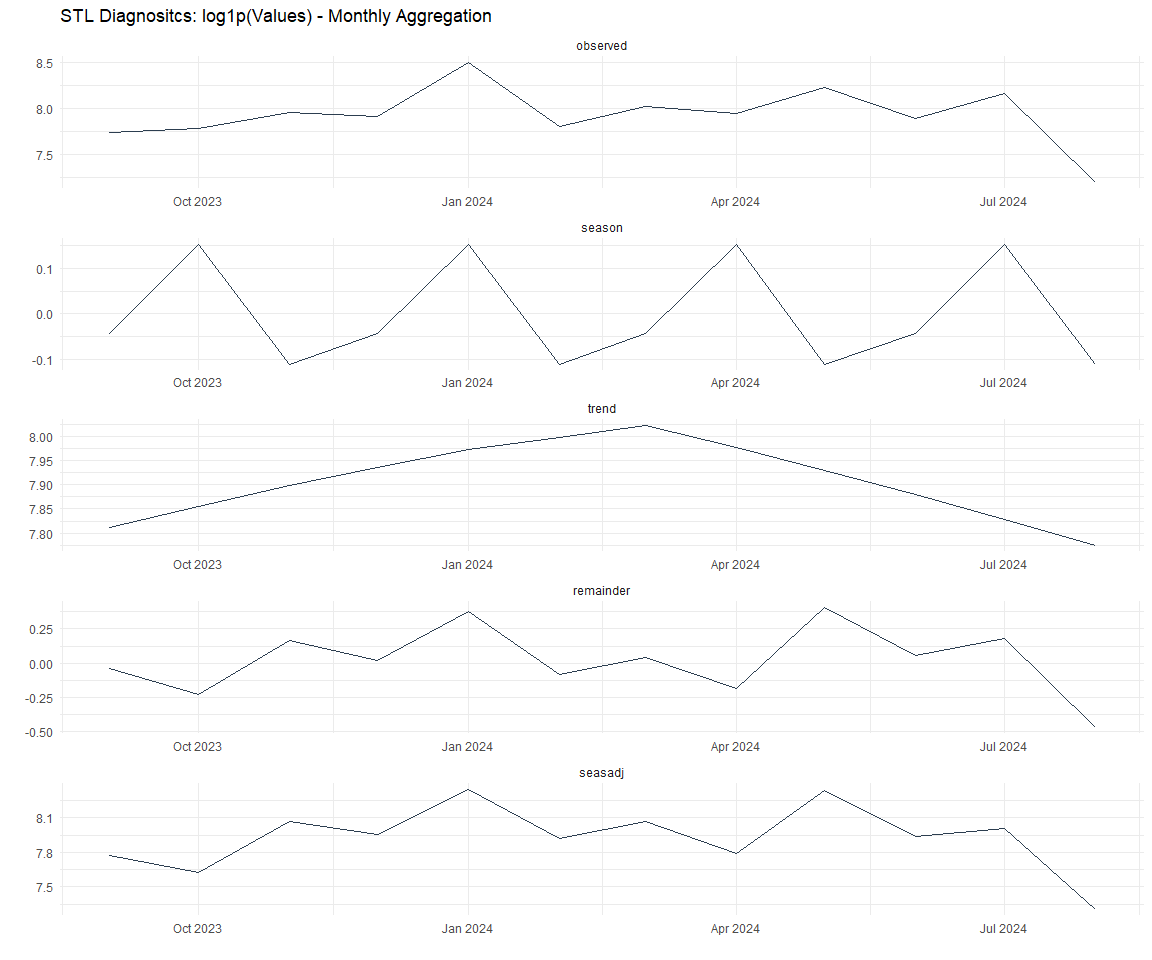 STL Diagnositcs: log1p(Values) - Monthly Aggregation
observed
8.5
8.0
7.5
Oct 2023 Jan 2024 Apr 2024 Jul 2024
season
0.1
0.0
-0.1
Oct 2023 Jan 2024 Apr 2024 Jul 2024
trend
8.00
7.95
7.90
7.85
7.80
Oct 2023 Jan 2024 Apr 2024 Jul 2024
remainder
0.25
0.00
-0.25
-0.50
Oct 2023 Jan 2024 Apr 2024 Jul 2024
seasadj
8.1
7.8
7.5
Oct 2023 Jan 2024 Apr 2024 Jul 2024